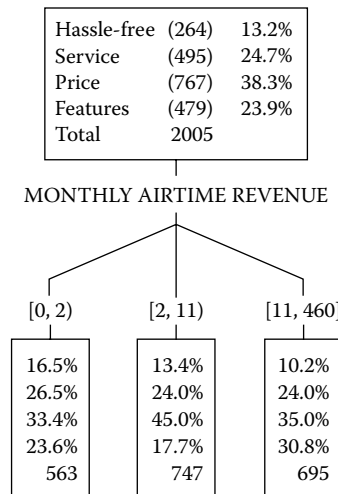 Hassle-free (264) 13.2%
Service (495) 24.7%
Price (767) 38.3%
Features (479) 23.9%
Total 2005
MONTHLY AIRTIME REVENUE
[0, 2) [2, 11) [11, 460]
16.5% 13.4% 10.2%
26.5% 24.0% 24.0%
33.4% 45.0% 35.0%
23.6% 17.7% 30.8%
563 747 695